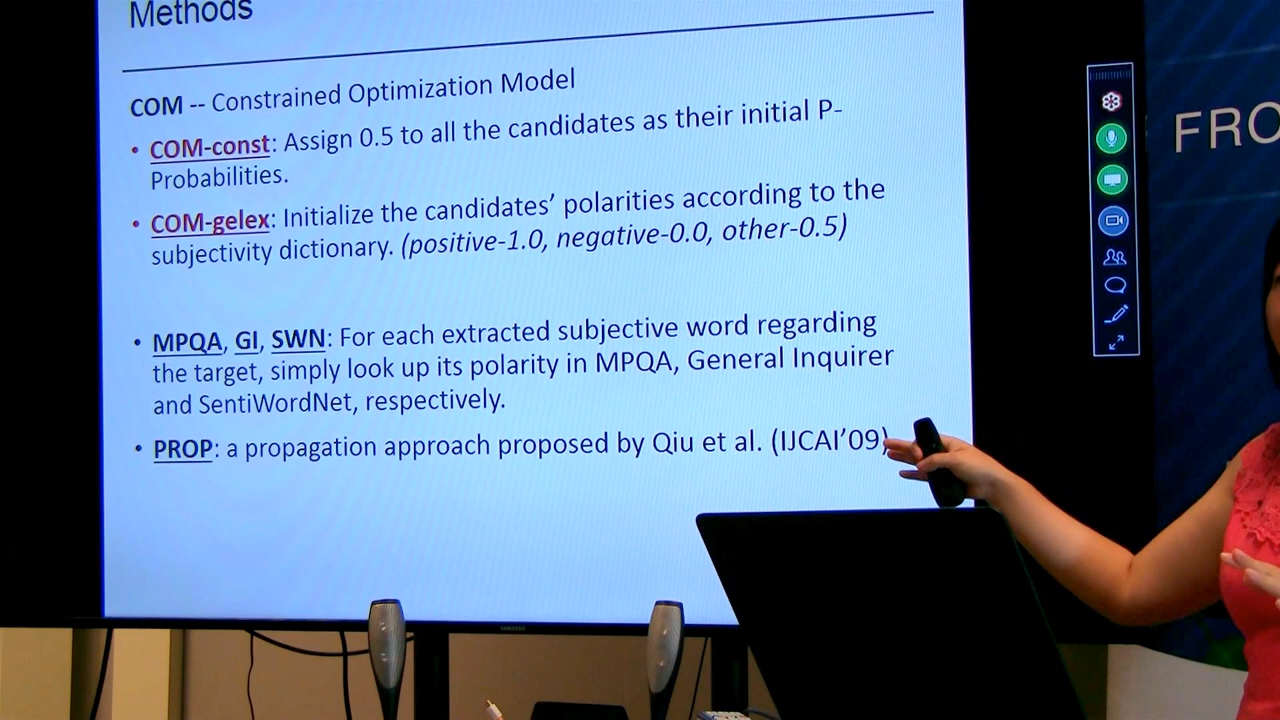 Methods
COM -- Constrained Optimization Model
• COM-const: Assign 0.5 to all the candidates as their initial P-
Probabilities.
• COM-gelex: Initialize the candidates’ polarities according to the
subjectivity dictionary. (positive-1.0, negative-0.0, other-0.5)
• MPQA, GI, SWN: For each extracted subjective word regarding
the target, simply look up its polarity in MPQA, General Inquirer
and SentiWordNet, respectively.
• PROP: a propagation approach proposed by Qiu et al. (IJCAI’09)
FRO
SAMSUNG